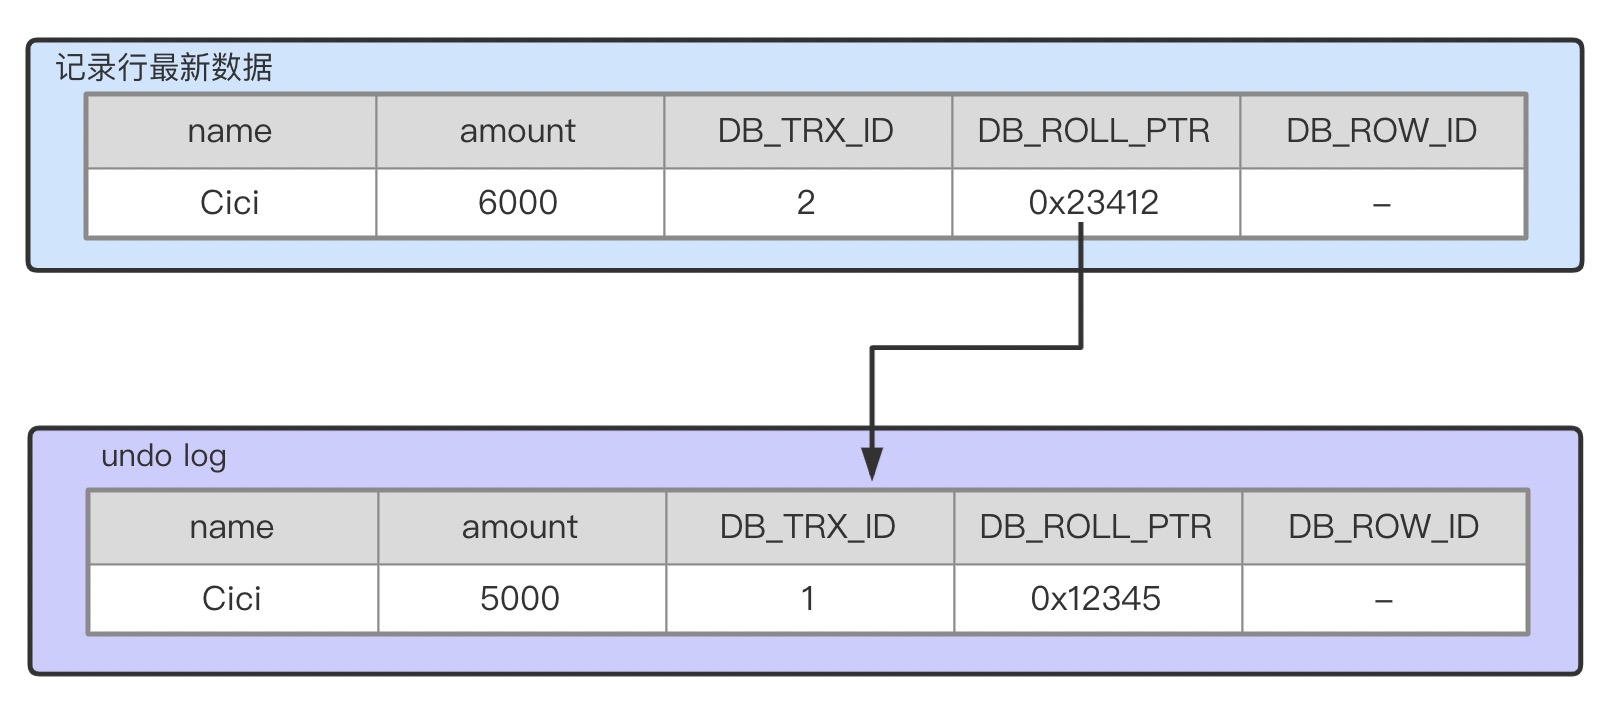 记录行最新数据
name amount DB_TRX_ID DB_ROLL_PTR DB_ROW_ID
Cici 6000 2 0x23412 –
undo log
name amount DB_TRX_ID DB_ROLL_PTR DB_ROW_ID
Cici 5000 1 0x12345 –